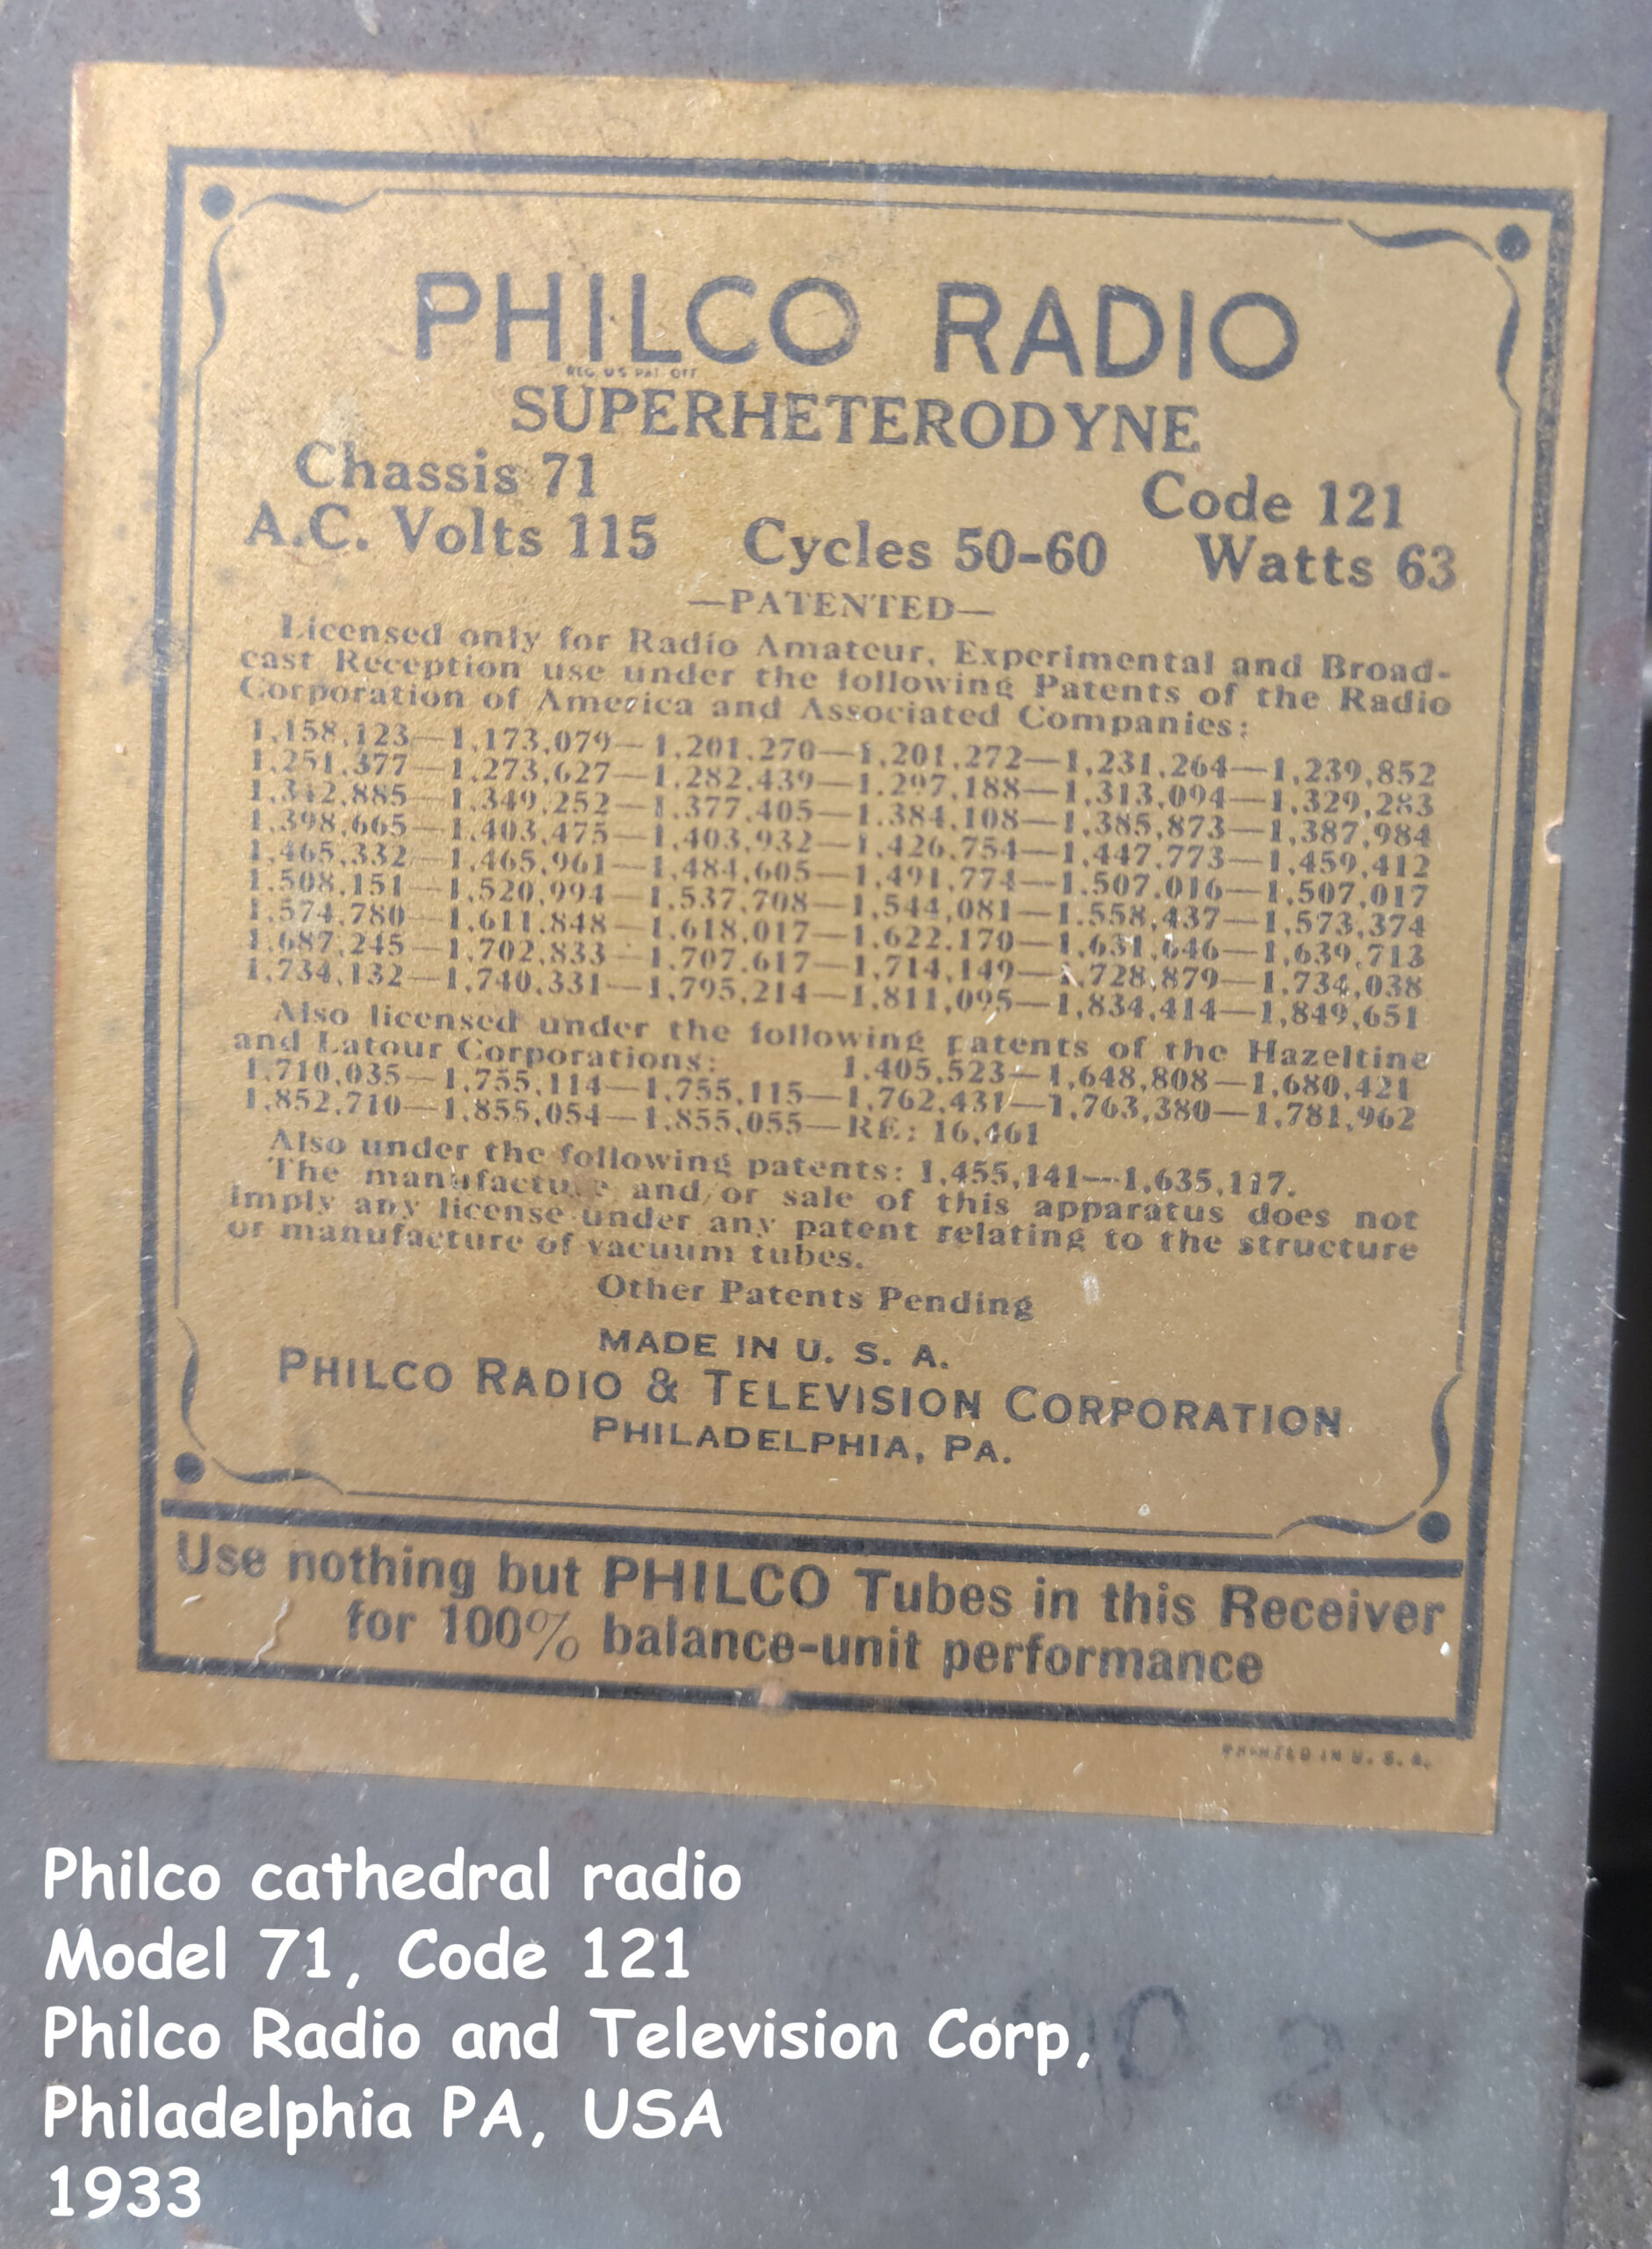 PHILCO RADIO
REG. U S PAT. OFF
SUPERHETERODYNE
Chassis 71 Code 121
A.C. Volts 115 Cycles 50-60 Watts 63
—PATENTED—
Licensed only for Radio Amateur, Experimental and Broad-
cast Reception use under the following Patents of the Radio
Corporation of America and Associated Companies:
1,158,123—1,173,079—1,201,270—1,201,272—1,231,264—1,239,852
1,251,377—1,273,627—1,282,439—1,297,188—1,313,094—1,329,283
1,342,885—1,349,252—1,377,405—1,384,108—1,385,873—1,387,984
1,398,665—1,403,475—1,403,932—1,426,754—1,447,773—1,459,412
1,465,332—1,465,961—1,484,605—1,491,774—1,507,016—1,507,017
1,508,151—1,520,994—1,537,708—1,544,081—1,558,437—1,573,374
1,574,780—1,611,848—1,618,017—1,622,170—1,631,646—1,639,713
1,687,245—1,702,833—1,707,617—1,714,149—1,728,879—1,734,038
1,734,132—1,740,331—1,795,214—1,811,095—1,834,414—1,849,651
Also licensed under the following patents of the Hazeltine
and Latour Corporations: 1,405,523—1,648,808—1,680,421
1,710,035—1,755,114—1,755,115—1,762,431—1,763,380—1,781,962
1,852,710—1,855,054—1,855,055—RE: 16,461
Also under the following patents: 1,455,141—1,635,117.
The manufacture and/or sale of this apparatus does not
imply any license under any patent relating to the structure
or manufacture of vacuum tubes.
Other Patents Pending
MADE IN U. S. A.
PHILCO RADIO & TELEVISION CORPORATION
PHILADELPHIA, PA.
Use nothing but PHILCO Tubes in this Receiver
for 100% balance-unit performance
PRINTED IN U. S. A.
Philco cathedral radio
Model 71, Code 121
Philco Radio and Television Corp,
Philadelphia PA, USA
1933